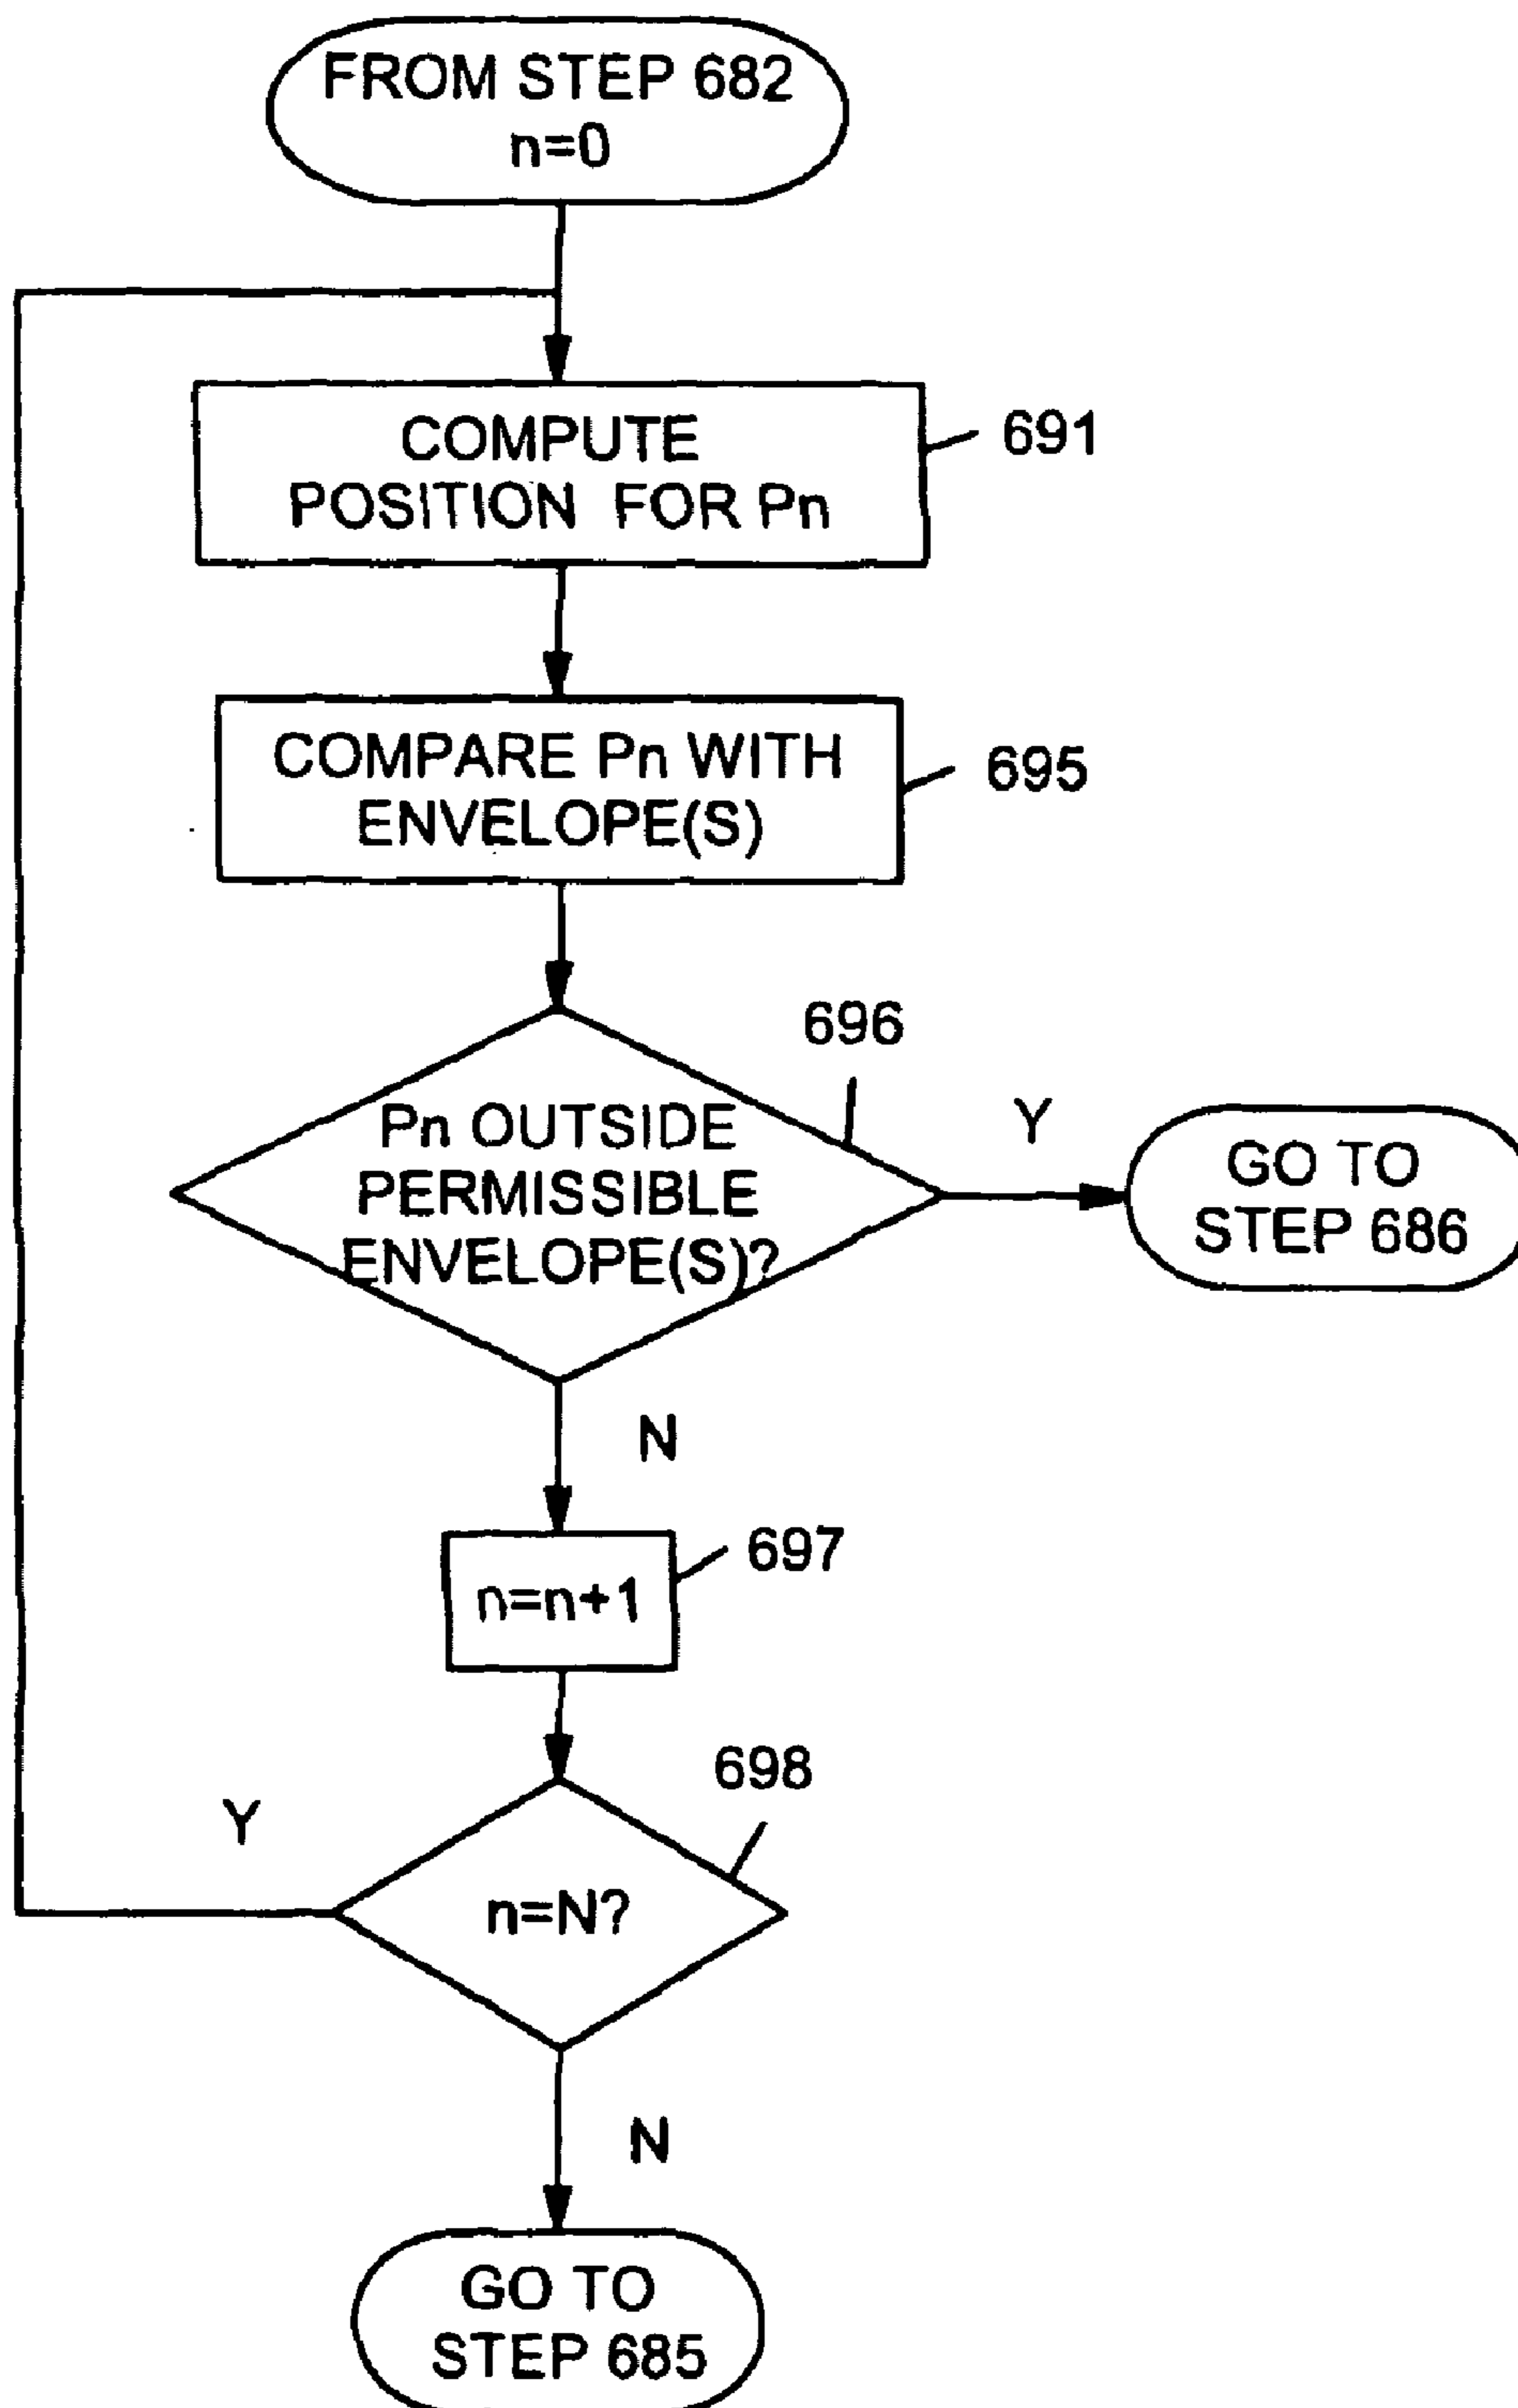 FROM STEP 682
n=0
COMPUTE
POSITION FOR Pn
691
COMPARE Pn WITH
ENVELOPE(S)
695
696
Pn OUTSIDE
PERMISSIBLE
ENVELOPE(S)?
Y
GO TO
STEP 686
N
697
n=n+1
698
Y
n=N?
N
GO TO
STEP 685